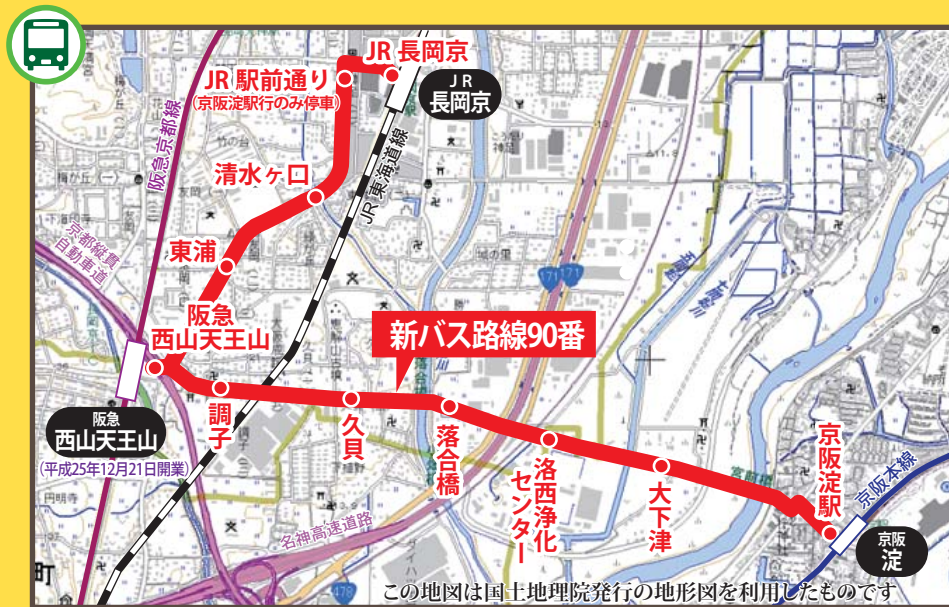 JR 長岡京
JR 駅前通り
(京阪淀駅行のみ停車)
JR
長岡京
阪急京都線
JR東海道線
清水ヶ口
東浦
京都縦貫
自動車道
阪急
西山天王山
新バス路線90番
171
171
調子
久貝
落合橋
洛西浄化
センター
大下津
京阪淀駅
京阪本線
京阪
淀
阪急
西山天王山
(平成25年12月21日開業)
名神高速道路
478
町
この地図は国土地理院発行の地形図を利用したものです